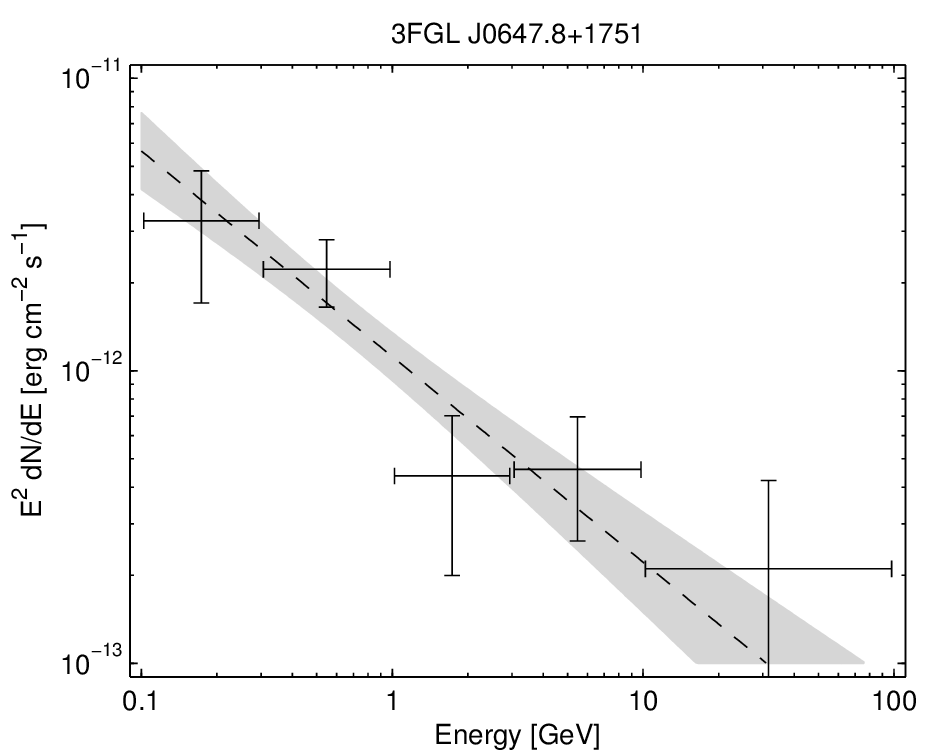 3FGL J0647.8+1751
10⁻¹¹
10⁻¹²
10⁻¹³
E² dN/dE [erg cm⁻² s⁻¹]
0.1 1 10 100
Energy [GeV]